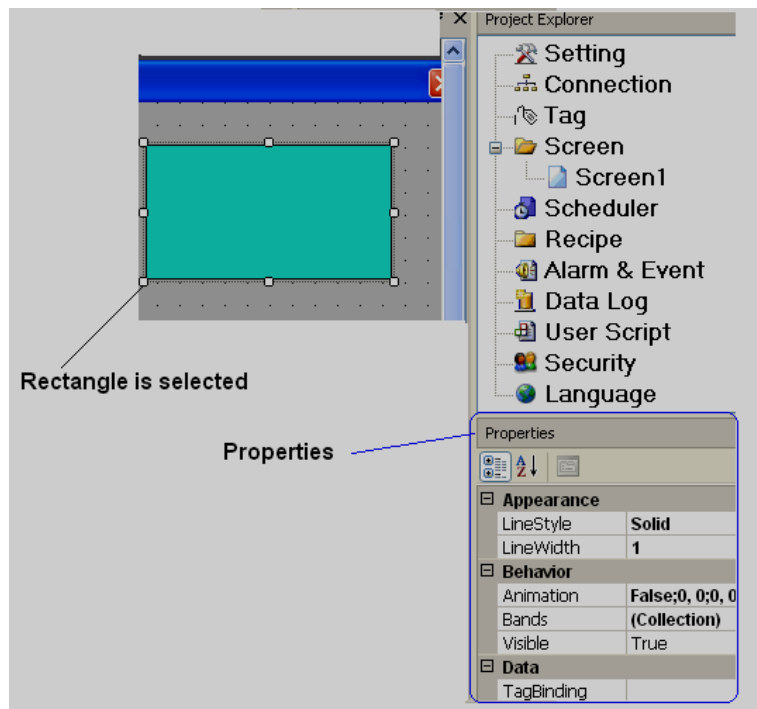 Project Explorer
Setting
Connection
Tag
Screen
Screen1
Scheduler
Recipe
Alarm & Event
Data Log
User Script
Security
Language
Rectangle is selected
Properties
Properties
Appearance
LineStyle Solid
LineWidth 1
Behavior
Animation False;0, 0;0, 0
Bands (Collection)
Visible True
Data
TagBinding